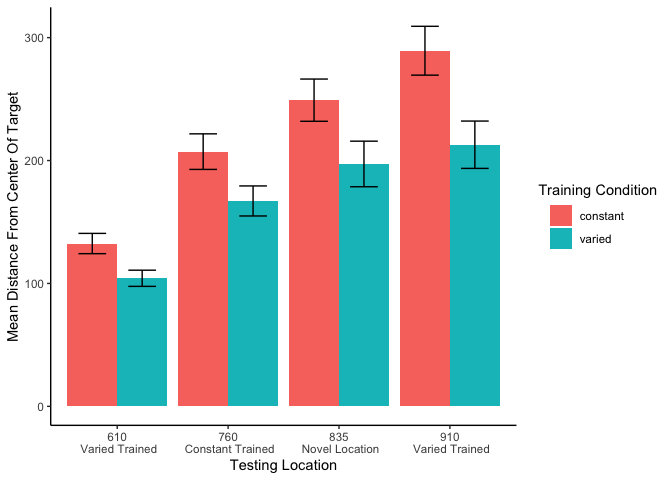 300
200
100
0
Mean Distance From Center Of Target
610
Varied Trained
760
Constant Trained
835
Novel Location
910
Varied Trained
Testing Location
Training Condition
constant
varied